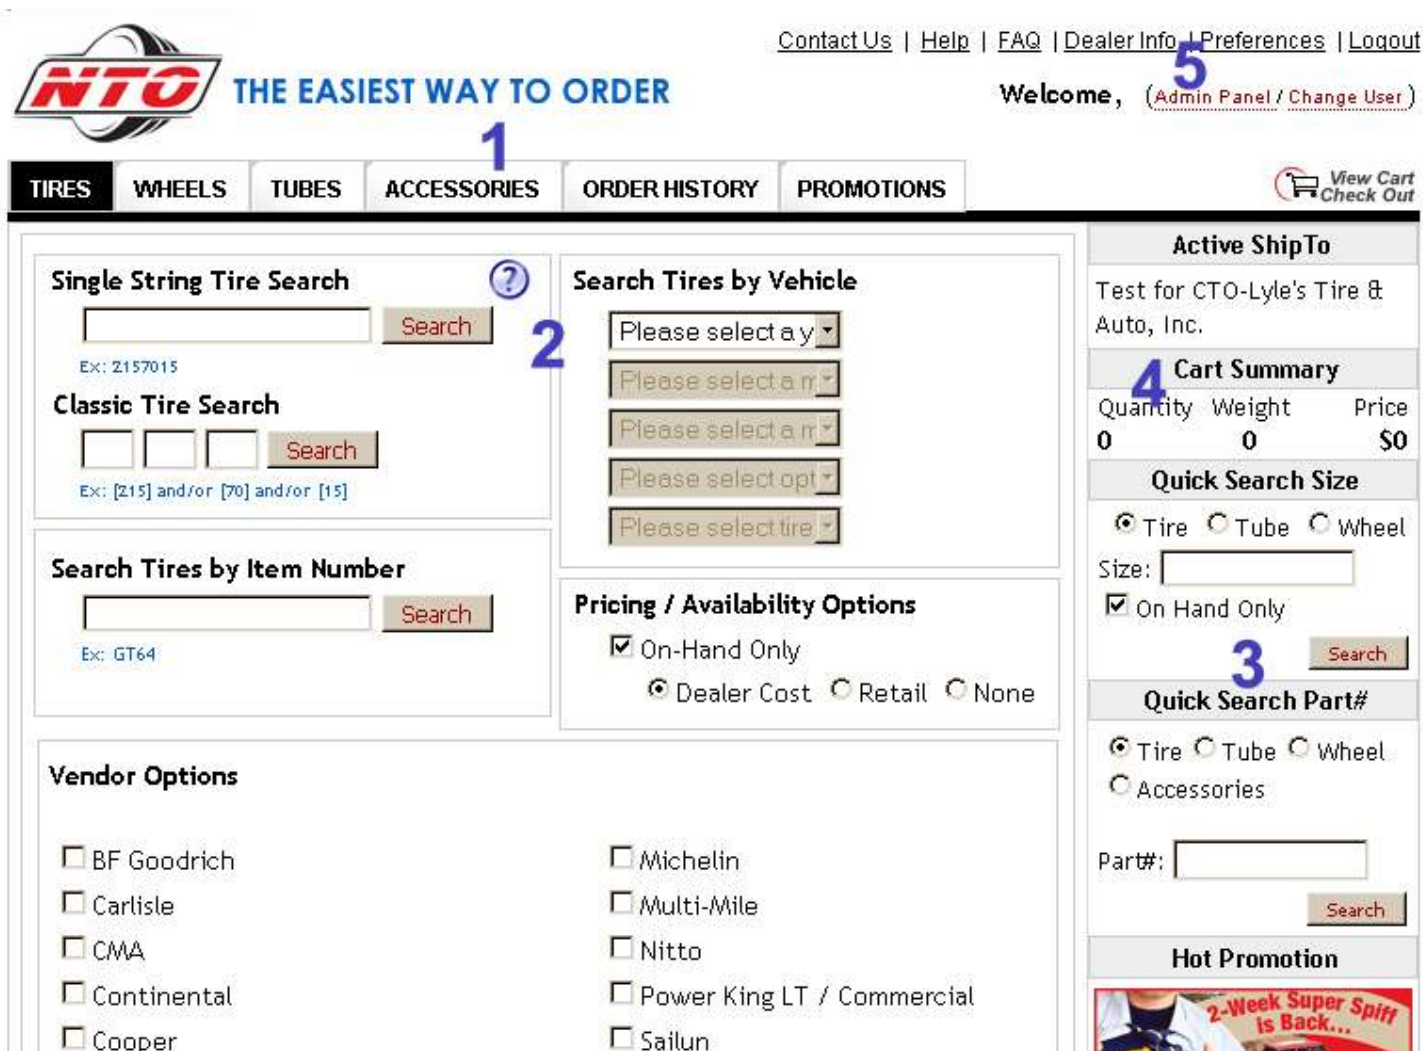 Contact Us | Help | FAQ | Dealer Info | Preferences | Logout
NTO THE EASIEST WAY TO ORDER
5
Welcome, (Admin Panel / Change User)
1
TIRES WHEELS TUBES ACCESSORIES ORDER HISTORY PROMOTIONS
View Cart
Check Out
Single String Tire Search
?
Search
Ex: 2157015
Classic Tire Search
Search
Ex: [215] and/or [70] and/or [15]
2
Search Tires by Item Number
Search
Ex: GT64
Search Tires by Vehicle
Please select a y
Please select a m
Please select a m
Please select opt
Please select tire
Pricing / Availability Options
On-Hand Only
Dealer Cost Retail None
Vendor Options
BF Goodrich
Carlisle
CMA
Continental
Cooper
Michelin
Multi-Mile
Nitto
Power King LT / Commercial
Sailun
Active ShipTo
Test for CTO-Lyle's Tire &
Auto, Inc.
Cart Summary
4
Quantity Weight Price
0 0 $0
Quick Search Size
Tire Tube Wheel
Size:
On Hand Only
3
Search
Quick Search Part#
Tire Tube Wheel
Accessories
Part#:
Search
Hot Promotion
2-Week Super Spiff
is Back...